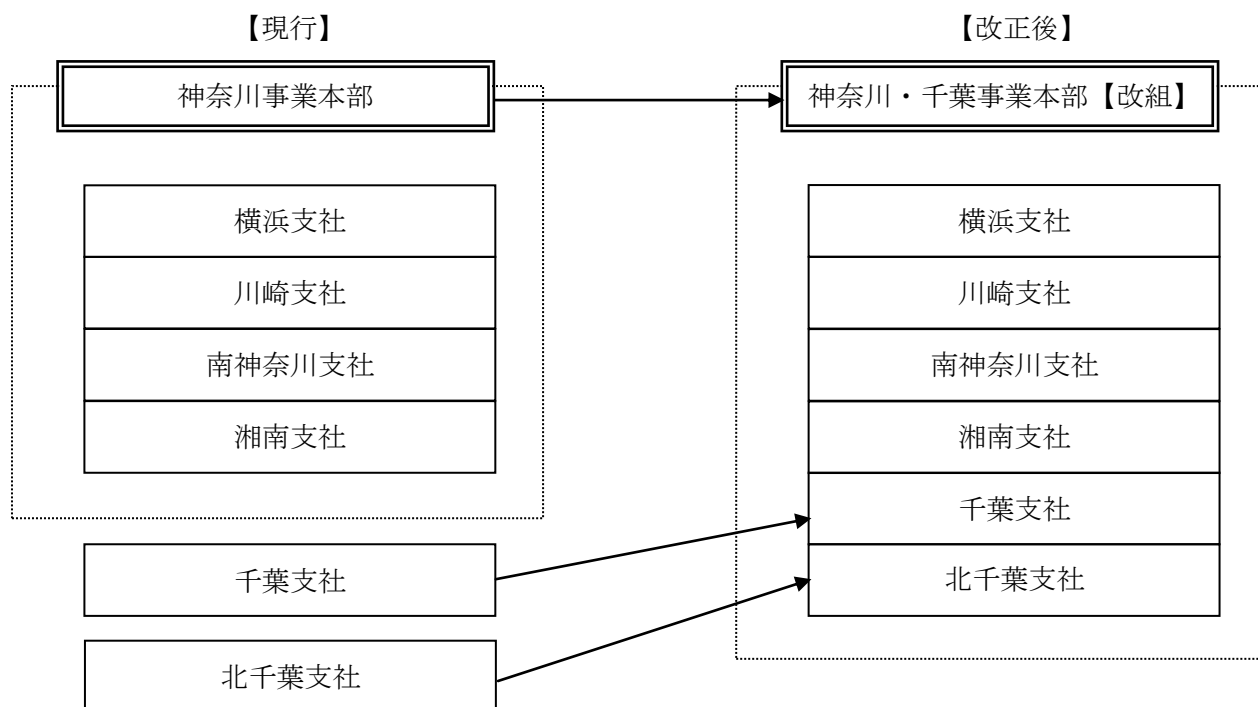 【現行】
神奈川事業本部
横浜支社
川崎支社
南神奈川支社
湘南支社
千葉支社
北千葉支社
【改正後】
神奈川・千葉事業本部【改組】
横浜支社
川崎支社
南神奈川支社
湘南支社
千葉支社
北千葉支社